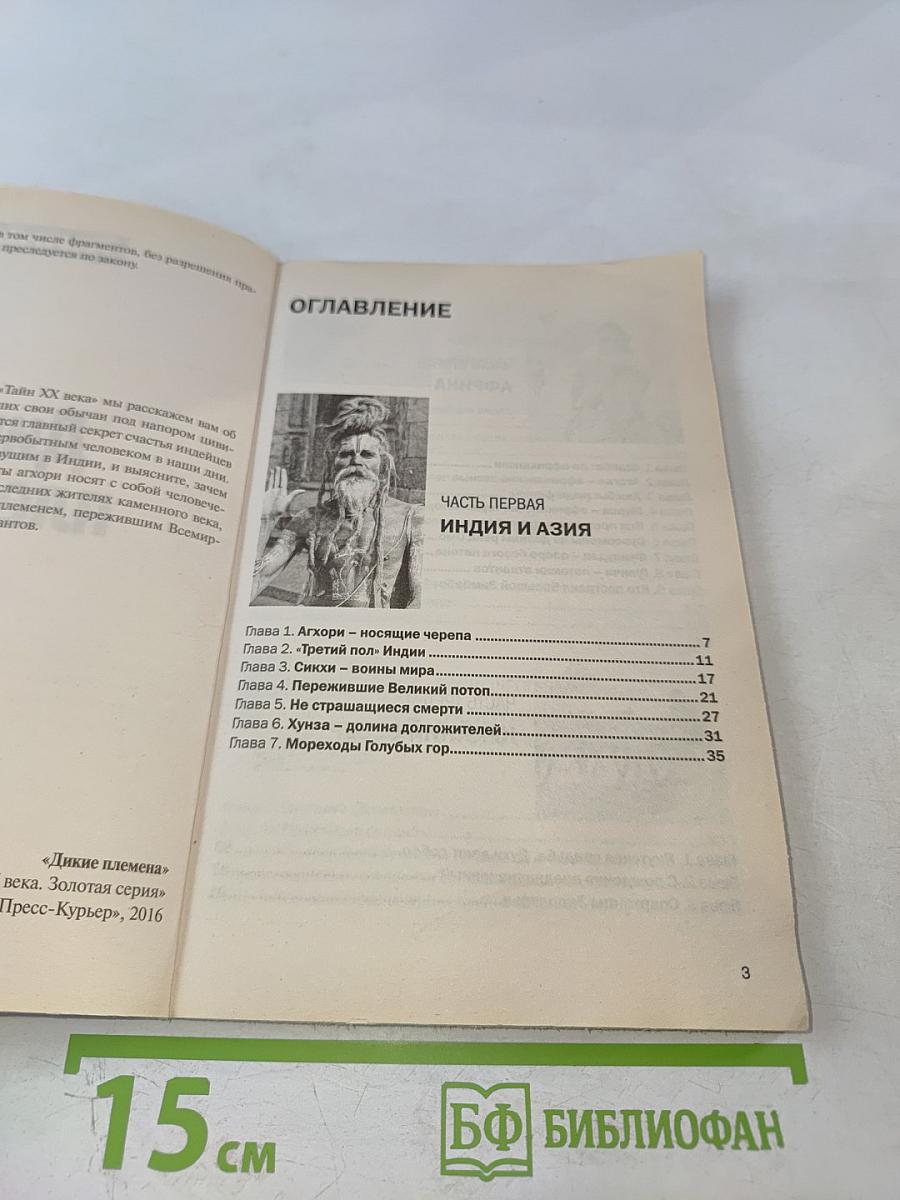 в том числе фрагментов, без разрешения пра-
преследуется по закону.
«Тайн XX века» мы расскажем вам об
их свои обычаи под напором циви-
тся главный секрет счастья индейцев
ервобытным человеком в наши дни.
вущим в Индии, и выясните, зачем
ты агхори носят с собой человече-
следних жителях каменного века,
племенем, пережившим Всемир-
антов.
«Дикие племена»
века. Золотая серия»
Пресс-Курьер», 2016
ОГЛАВЛЕНИЕ
ЧАСТЬ ПЕРВАЯ
ИНДИЯ И АЗИЯ
Глава 1. Агхори – носящие черепа 7
Глава 2. «Третий пол» Индии 11
Глава 3. Сикхи – воины мира 17
Глава 4. Пережившие Великий потоп 21
Глава 5. Не страшащиеся смерти 27
Глава 6. Хунза – долина долгожителей 31
Глава 7. Мореходы Голубых гор 35
3
15 см
БФ БИБЛИОФАН